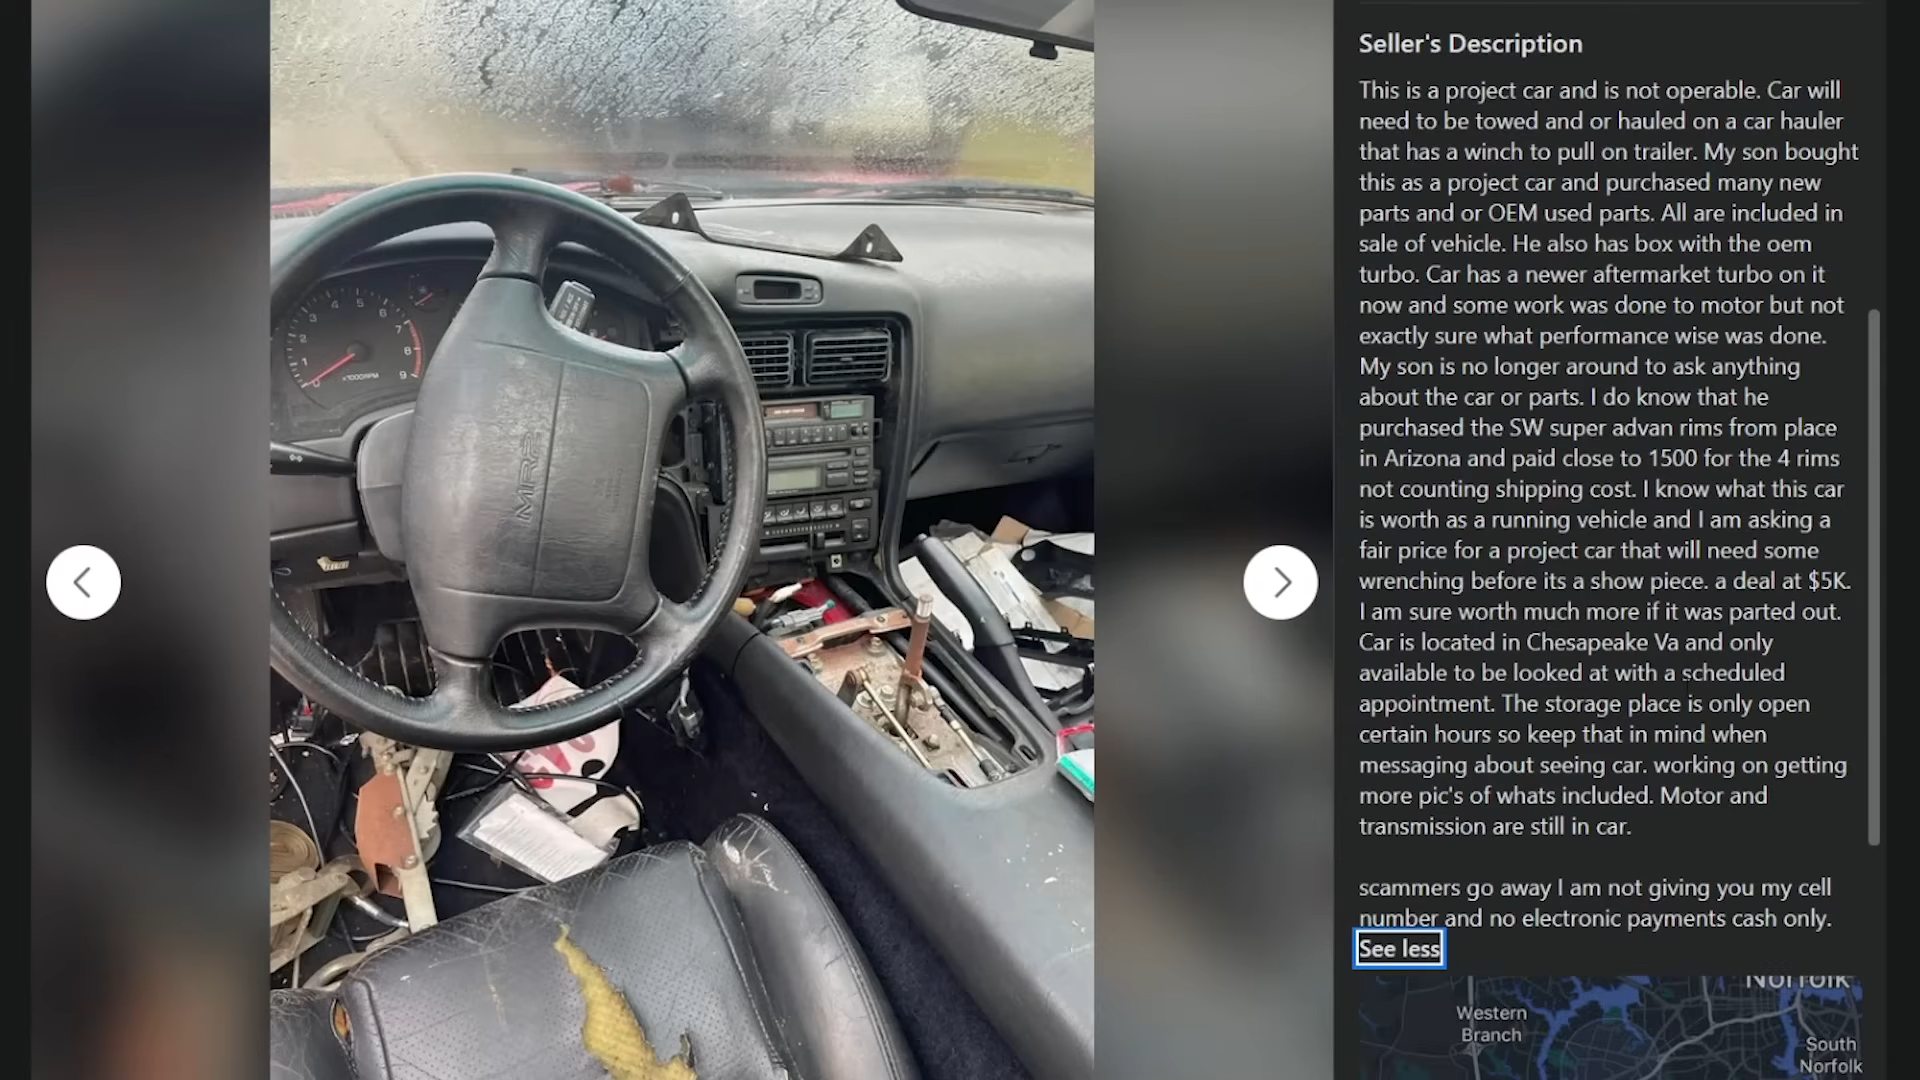 Seller's Description
This is a project car and is not operable. Car will
need to be towed and or hauled on a car hauler
that has a winch to pull on trailer. My son bought
this as a project car and purchased many new
parts and or OEM used parts. All are included in
sale of vehicle. He also has box with the oem
turbo. Car has a newer aftermarket turbo on it
now and some work was done to motor but not
exactly sure what performance wise was done.
My son is no longer around to ask anything
about the car or parts. I do know that he
purchased the SW super advan rims from place
in Arizona and paid close to 1500 for the 4 rims
not counting shipping cost. I know what this car
is worth as a running vehicle and I am asking a
fair price for a project car that will need some
wrenching before its a show piece. a deal at $5K.
I am sure worth much more if it was parted out.
Car is located in Chesapeake Va and only
available to be looked at with a scheduled
appointment. The storage place is only open
certain hours so keep that in mind when
messaging about seeing car. working on getting
more pic's of whats included. Motor and
transmission are still in car.
scammers go away I am not giving you my cell
number and no electronic payments cash only.
See less
Norfolk
Western
Branch
South
Norfolk
MR2
0 1 2 3 4 5 6 7 8 9
x1000RPM